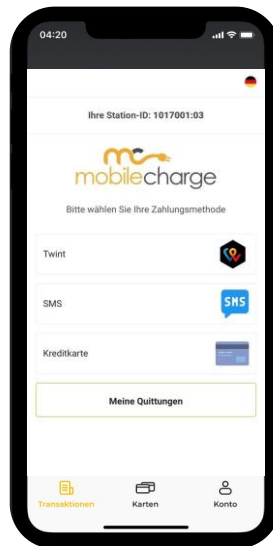 04:20
Ihre Station-ID: 1017001:03
mc
mobilecharge
Bitte wählen Sie Ihre Zahlungsmethode
Twint
SMS
SMS
Kreditkarte
Meine Quittungen
Transaktionen
Karten
Konto